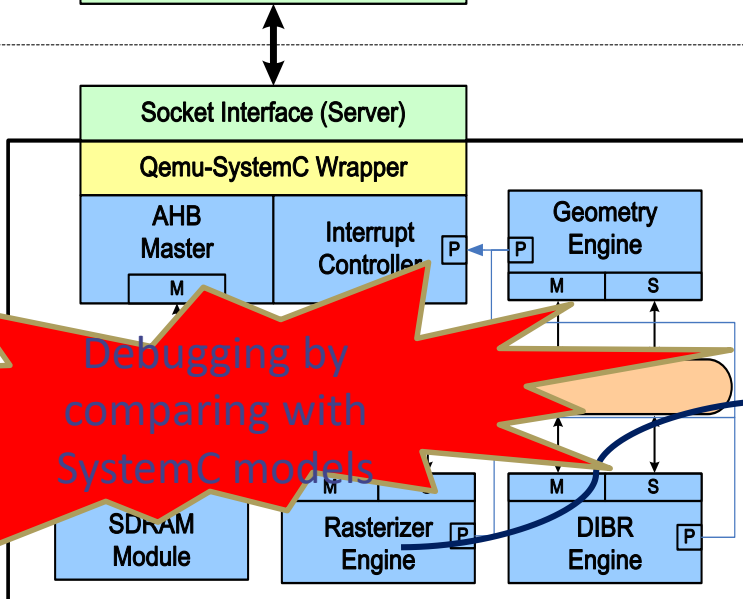 Socket Interface (Server)
Qemu-SystemC Wrapper
AHB
Master
Interrupt
Controller
P
P
Geometry
Engine
M
M
S
Debugging by
comparing with
SystemC models
M
S
M
S
SDRAM
Module
Rasterizer
Engine
P
DIBR
Engine
P